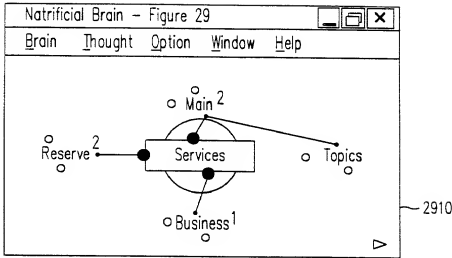 Natrificial Brain – Figure 29
Brain Thought Option Window Help
Main 2
Reserve 2 Services Topics
Business 1
2910